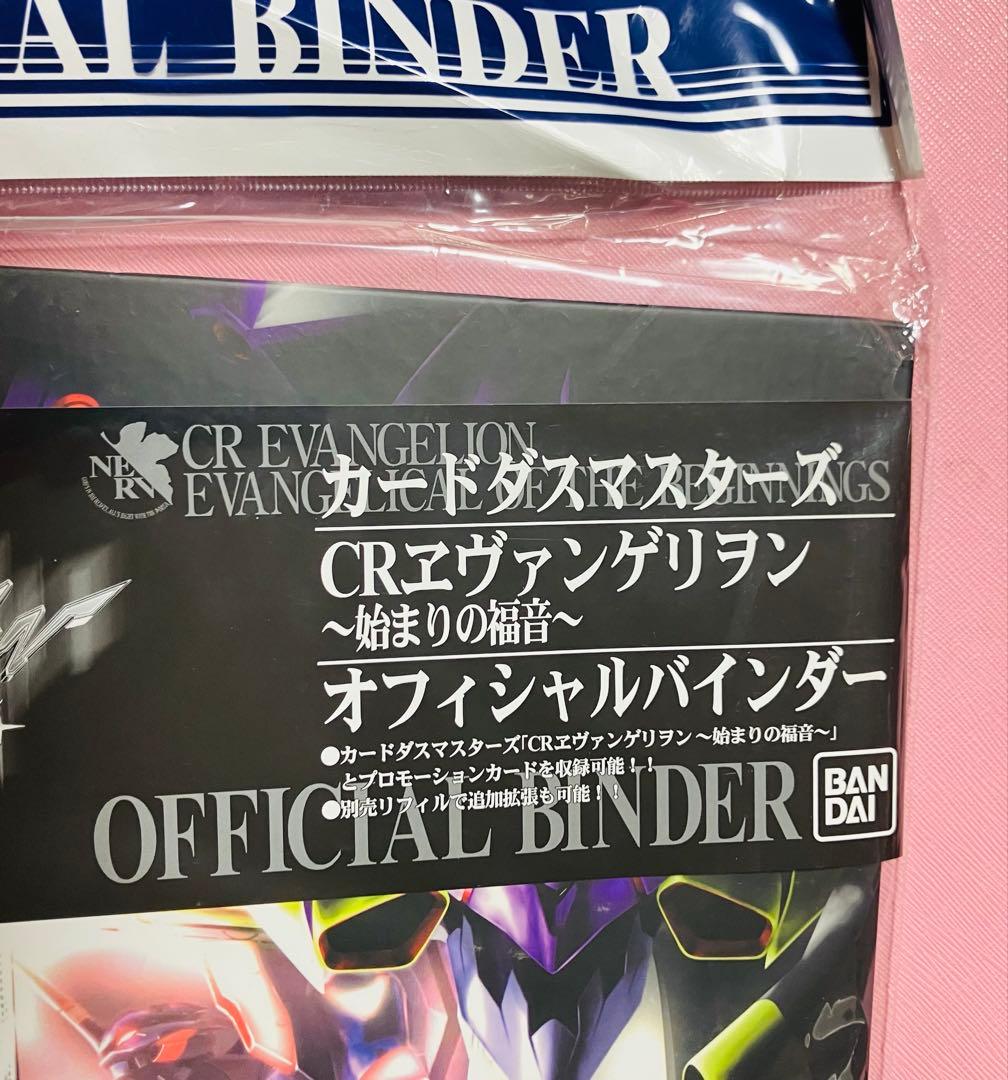 AL BINDER
NERV
CR EVANGELION
EVANGELICAL OF THE BEGINNINGS
カードダスマスターズ
CRヱヴァンゲリヲン
～始まりの福音～
オフィシャルバインダー
●カードダスマスターズ「CRヱヴァンゲリヲン ～始まりの福音～」
とプロモーションカードを収録可能！！
●別売リフィルで追加拡張も可能！！
OFFICIAL BINDER
BAN
DAI